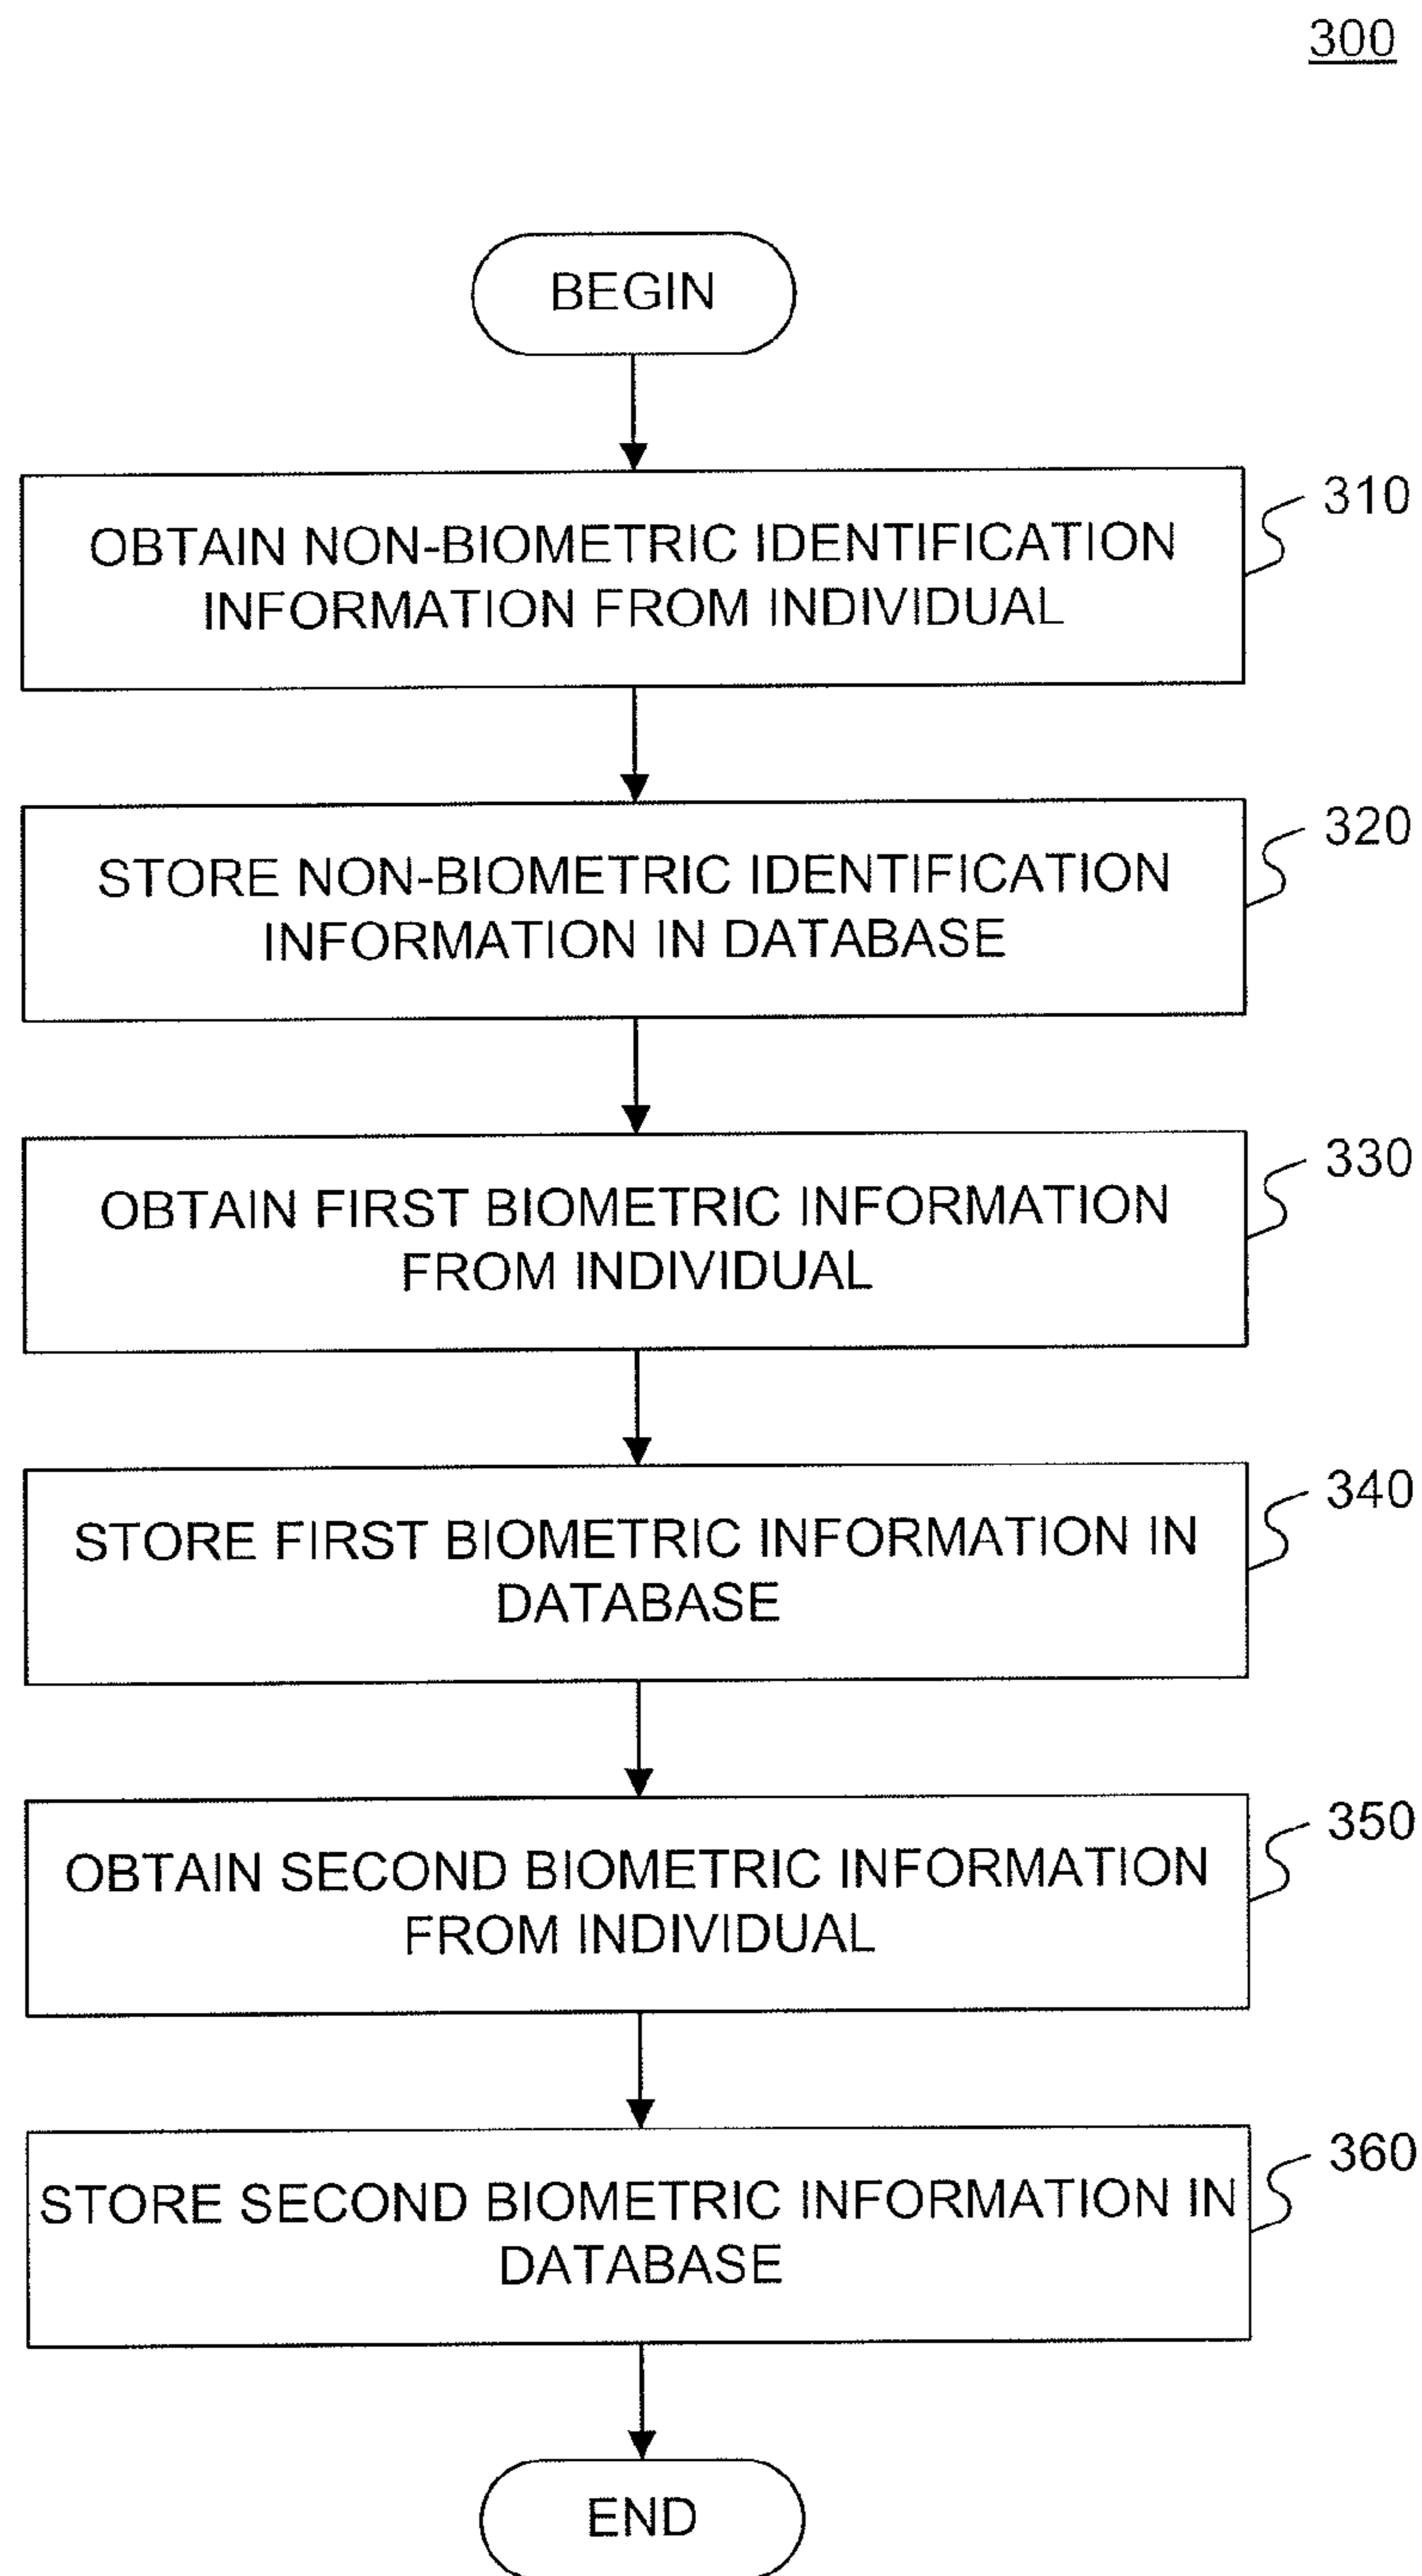 300
BEGIN
OBTAIN NON-BIOMETRIC IDENTIFICATION
INFORMATION FROM INDIVIDUAL
310
STORE NON-BIOMETRIC IDENTIFICATION
INFORMATION IN DATABASE
320
OBTAIN FIRST BIOMETRIC INFORMATION
FROM INDIVIDUAL
330
STORE FIRST BIOMETRIC INFORMATION IN
DATABASE
340
OBTAIN SECOND BIOMETRIC INFORMATION
FROM INDIVIDUAL
350
STORE SECOND BIOMETRIC INFORMATION IN
DATABASE
360
END